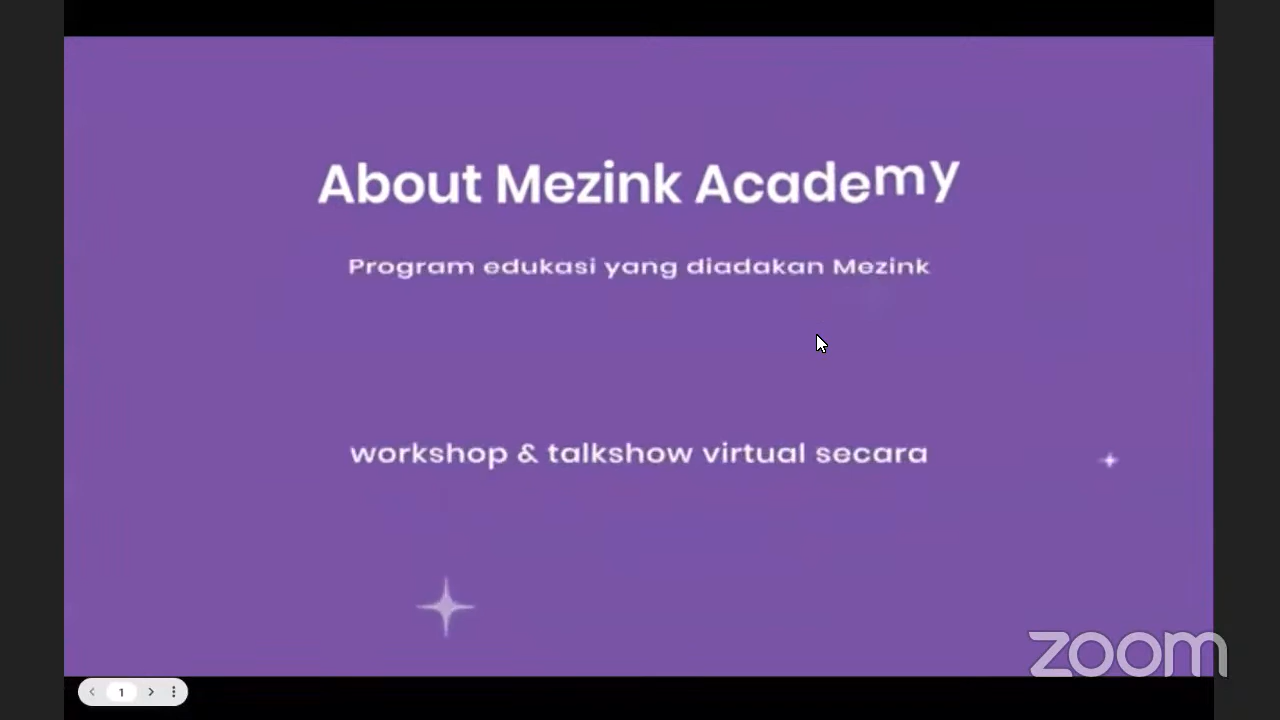 About Mezink Academy
Program edukasi yang diadakan Mezink
workshop & talkshow virtual secara
zoom
1